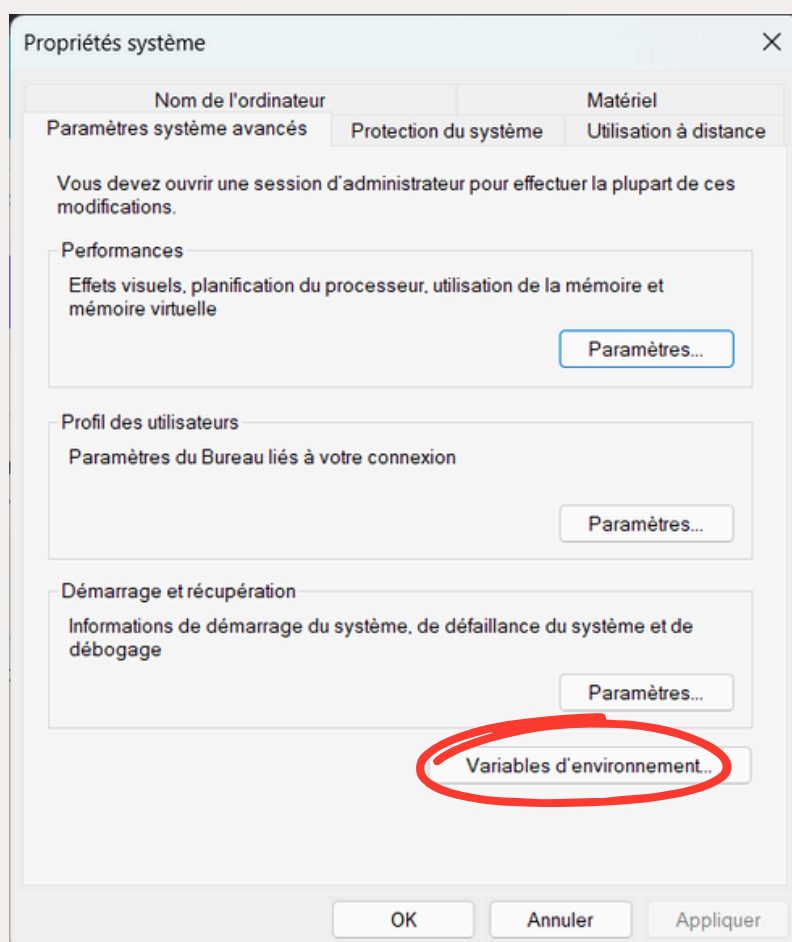 Propriétés système
Nom de l'ordinateur
Matériel
Paramètres système avancés
Protection du système
Utilisation à distance
Vous devez ouvrir une session d'administrateur pour effectuer la plupart de ces
modifications.
Performances
Effets visuels, planification du processeur, utilisation de la mémoire et
mémoire virtuelle
Paramètres...
Profil des utilisateurs
Paramètres du Bureau liés à votre connexion
Paramètres...
Démarrage et récupération
Informations de démarrage du système, de défaillance du système et de
débogage
Paramètres...
Variables d'environnement...
OK
Annuler
Appliquer